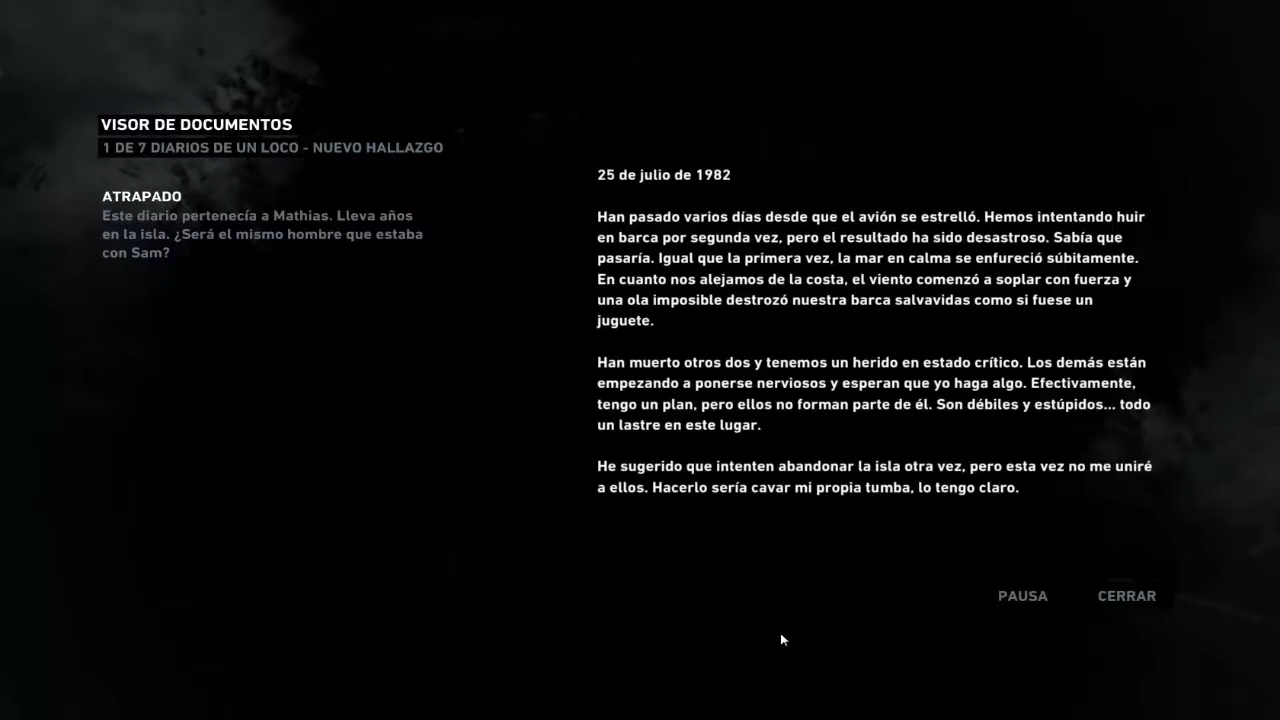 VISOR DE DOCUMENTOS
1 DE 7 DIARIOS DE UN LOCO - NUEVO HALLAZGO
ATRAPADO
Este diario pertenecía a Mathias. Lleva años
en la isla. ¿Será el mismo hombre que estaba
con Sam?
25 de julio de 1982
Han pasado varios días desde que el avión se estrelló. Hemos intentando huir
en barca por segunda vez, pero el resultado ha sido desastroso. Sabía que
pasaría. Igual que la primera vez, la mar en calma se enfureció súbitamente.
En cuanto nos alejamos de la costa, el viento comenzó a soplar con fuerza y
una ola imposible destrozó nuestra barca salvavidas como si fuese un
juguete.
Han muerto otros dos y tenemos un herido en estado crítico. Los demás están
empezando a ponerse nerviosos y esperan que yo haga algo. Efectivamente,
tengo un plan, pero ellos no forman parte de él. Son débiles y estúpidos... todo
un lastre en este lugar.
He sugerido que intenten abandonar la isla otra vez, pero esta vez no me uniré
a ellos. Hacerlo sería cavar mi propia tumba, lo tengo claro.
PAUSA
CERRAR